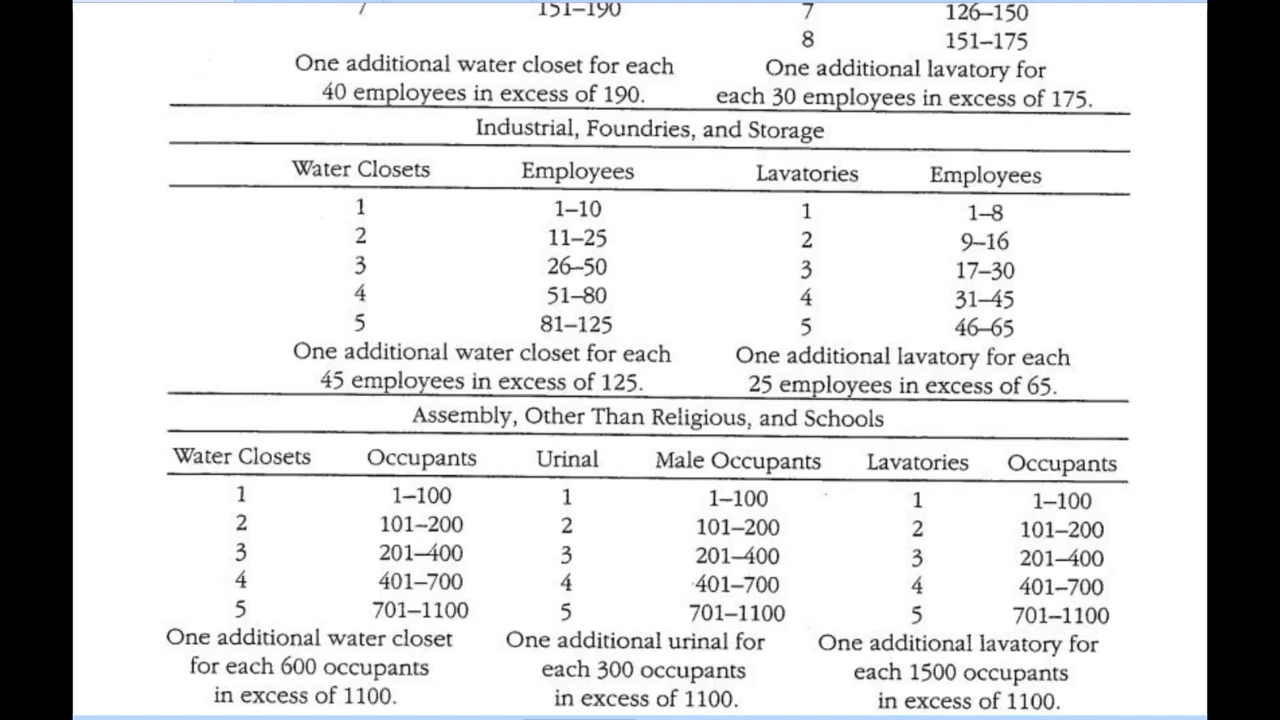 7 151–190 7 126–150
8 151–175
One additional water closet for each One additional lavatory for
40 employees in excess of 190. each 30 employees in excess of 175.
Industrial, Foundries, and Storage
Water Closets Employees Lavatories Employees
1 1–10 1 1–8
2 11–25 2 9–16
3 26–50 3 17–30
4 51–80 4 31–45
5 81–125 5 46–65
One additional water closet for each One additional lavatory for each
45 employees in excess of 125. 25 employees in excess of 65.
Assembly, Other Than Religious, and Schools
Water Closets Occupants Urinal Male Occupants Lavatories Occupants
1 1–100 1 1–100 1 1–100
2 101–200 2 101–200 2 101–200
3 201–400 3 201–400 3 201–400
4 401–700 4 401–700 4 401–700
5 701–1100 5 701–1100 5 701–1100
One additional water closet One additional urinal for One additional lavatory for
for each 600 occupants each 300 occupants each 1500 occupants
in excess of 1100. in excess of 1100. in excess of 1100.